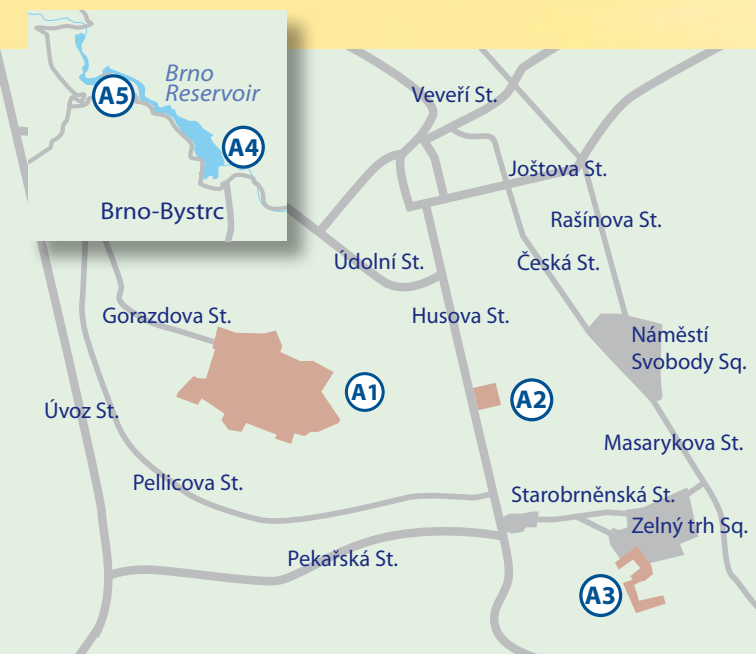 Brno
Reservoir
A5
A4
Brno-Bystrc
Veveří St.
Joštova St.
Rašínova St.
Údolní St.
Česká St.
Gorazdova St.
Husova St.
Náměstí
Svobody Sq.
A1
A2
Úvoz St.
Masarykova St.
Pellicova St.
Starobrněnská St.
Zelný trh Sq.
Pekařská St.
A3